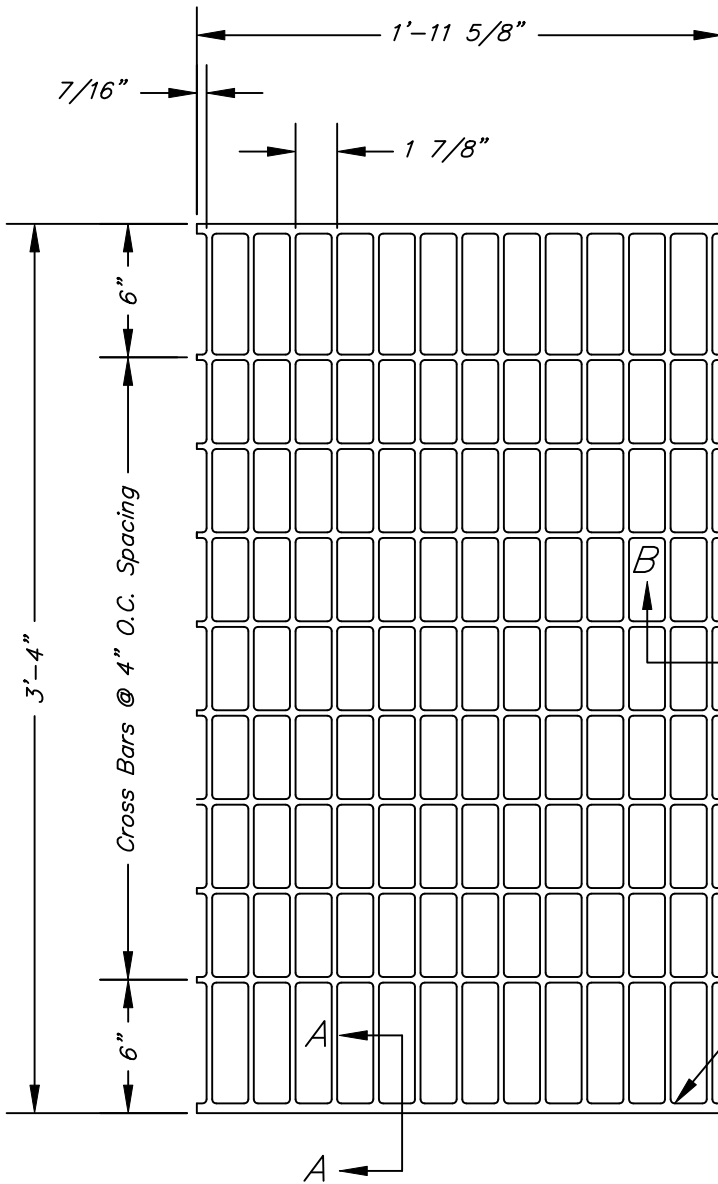 1'-11 5/8"
7/16"
1 7/8"
6"
Cross Bars @ 4" O.C. Spacing
3'-4"
B
6"
A
A